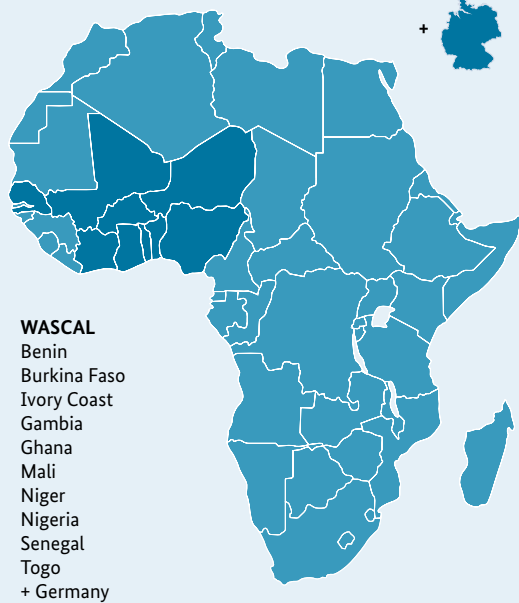 +
WASCAL
Benin
Burkina Faso
Ivory Coast
Gambia
Ghana
Mali
Niger
Nigeria
Senegal
Togo
+ Germany